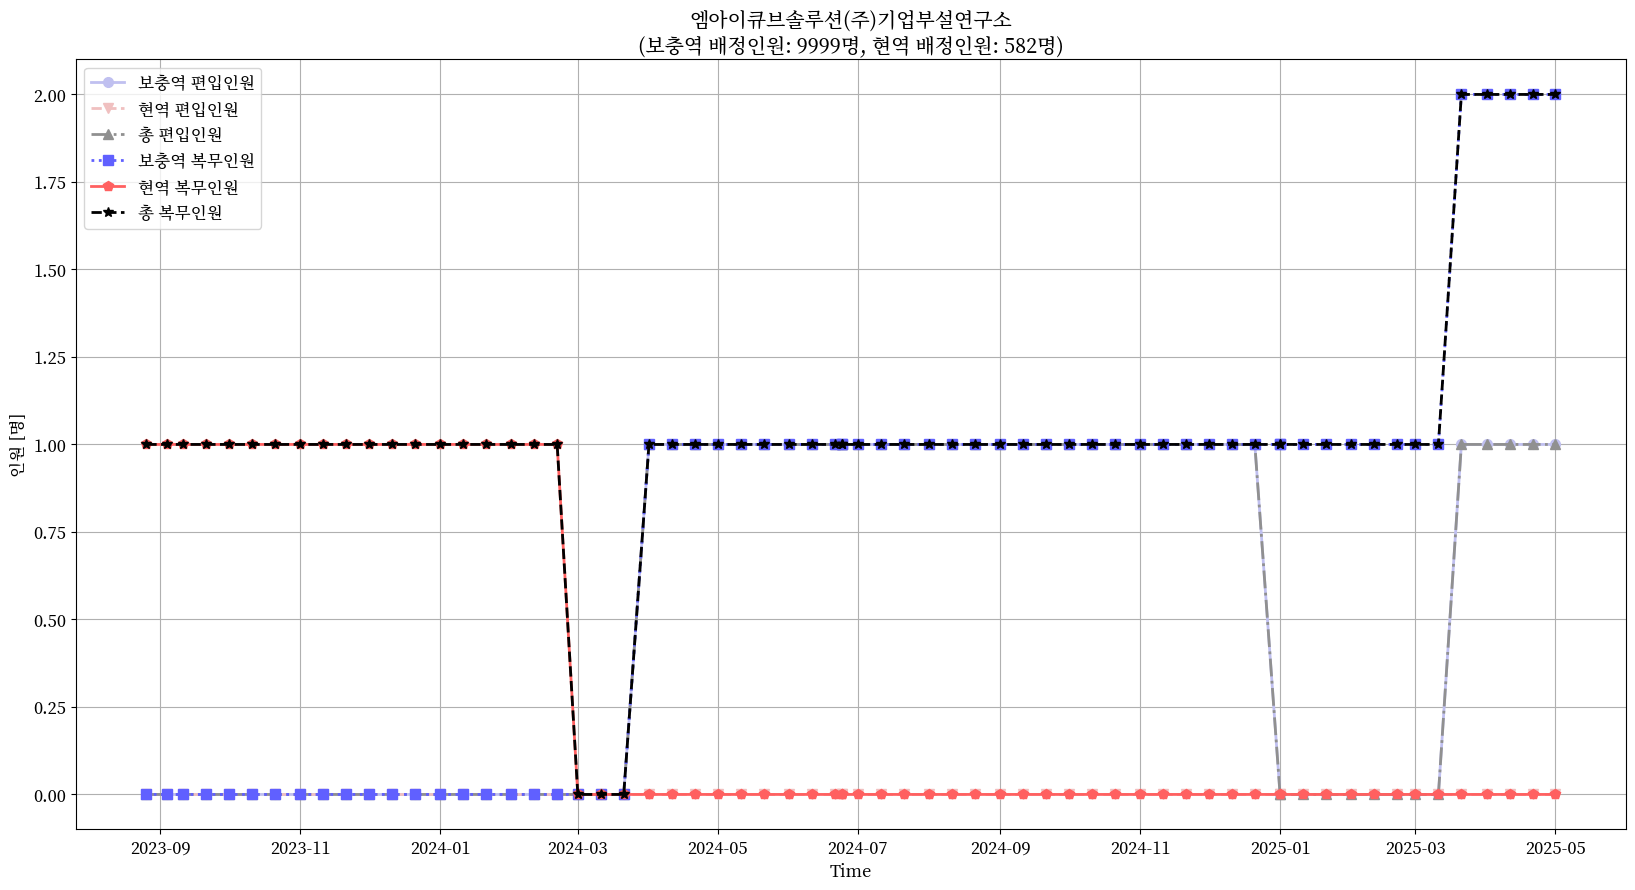 엠아이큐브솔루션(주)기업부설연구소
(보충역 배정인원: 9999명, 현역 배정인원: 582명)
보충역 편입인원
현역 편입인원
총 편입인원
보충역 복무인원
현역 복무인원
총 복무인원
2.00
1.75
1.50
1.25
1.00
0.75
0.50
0.25
0.00
인원 [명]
2023-09
2023-11
2024-01
2024-03
2024-05
2024-07
2024-09
2024-11
2025-01
2025-03
2025-05
Time